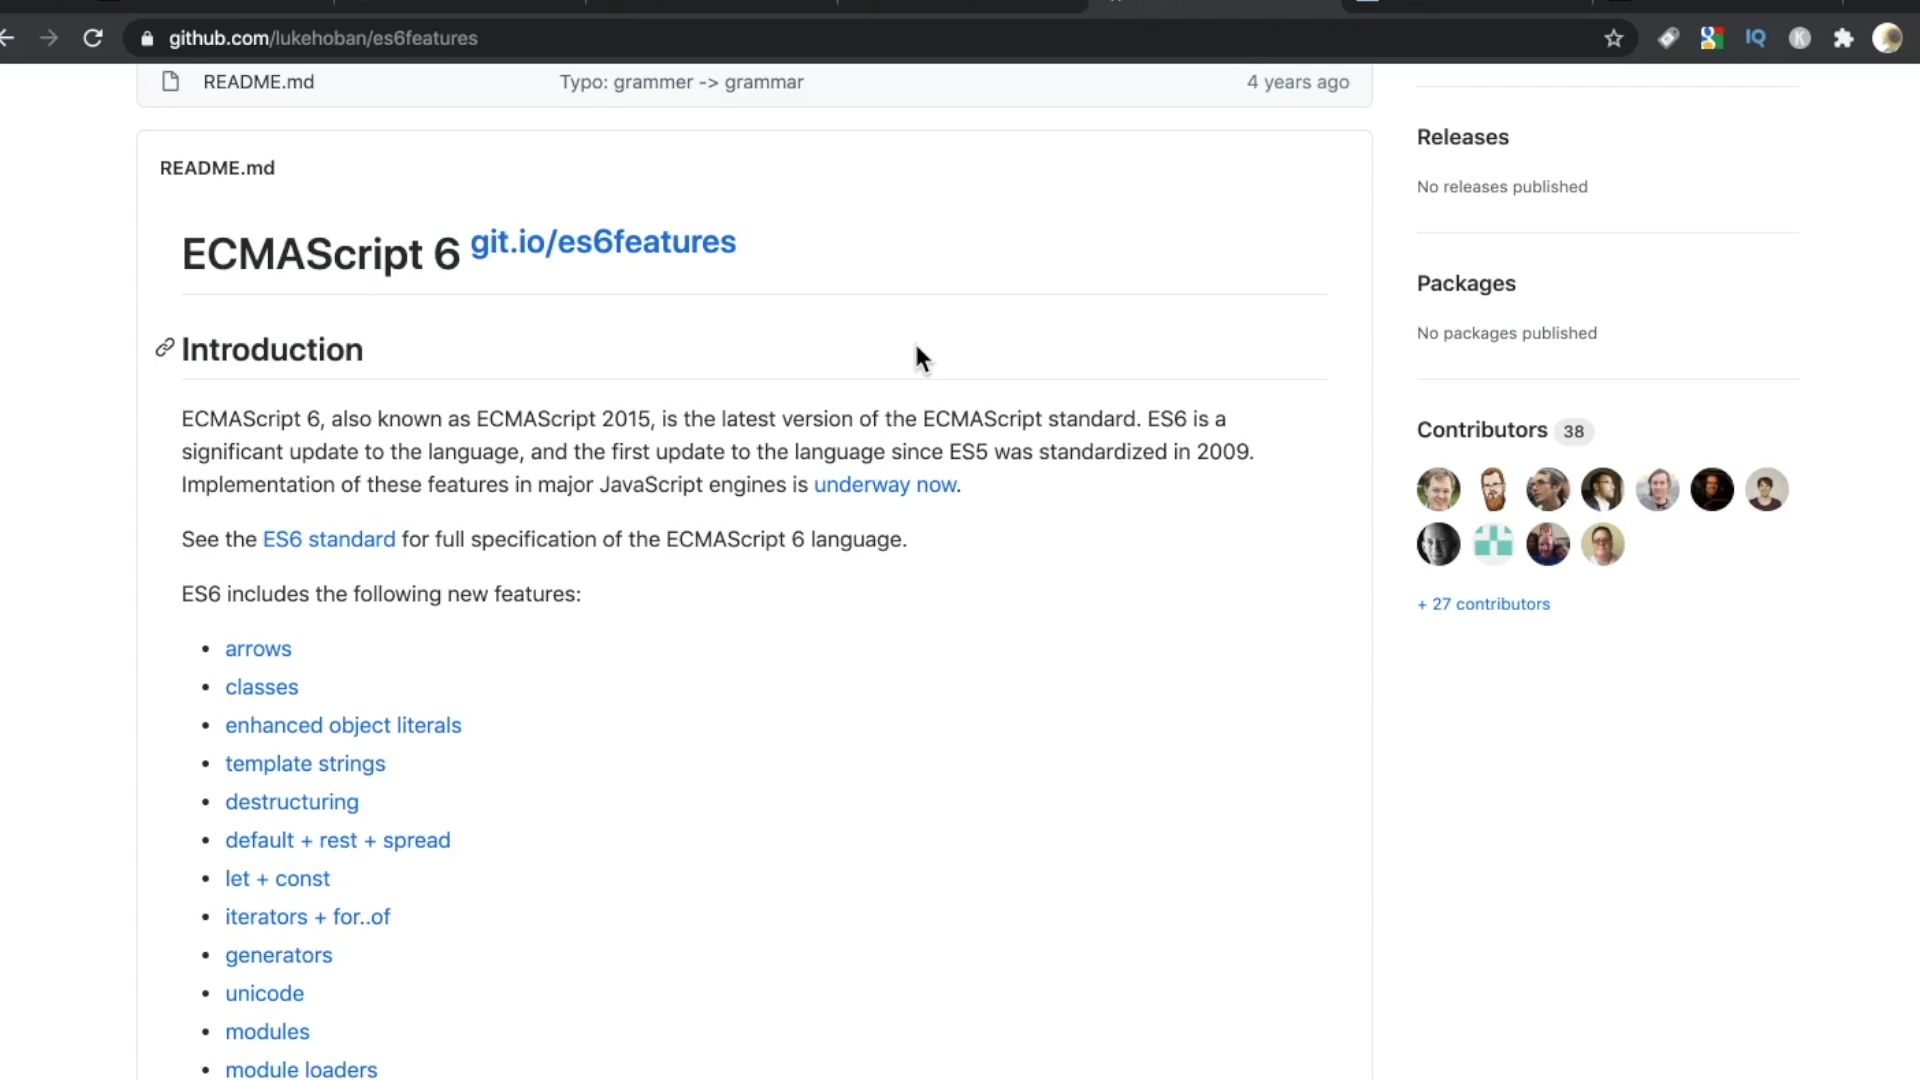 github.com/lukehoban/es6features
IQ
K
README.md Typo: grammer -> grammar 4 years ago
README.md
ECMAScript 6 git.io/es6features
Introduction
ECMAScript 6, also known as ECMAScript 2015, is the latest version of the ECMAScript standard. ES6 is a
significant update to the language, and the first update to the language since ES5 was standardized in 2009.
Implementation of these features in major JavaScript engines is underway now.
See the ES6 standard for full specification of the ECMAScript 6 language.
ES6 includes the following new features:
• arrows
• classes
• enhanced object literals
• template strings
• destructuring
• default + rest + spread
• let + const
• iterators + for..of
• generators
• unicode
• modules
• module loaders
Releases
No releases published
Packages
No packages published
Contributors 38
+ 27 contributors